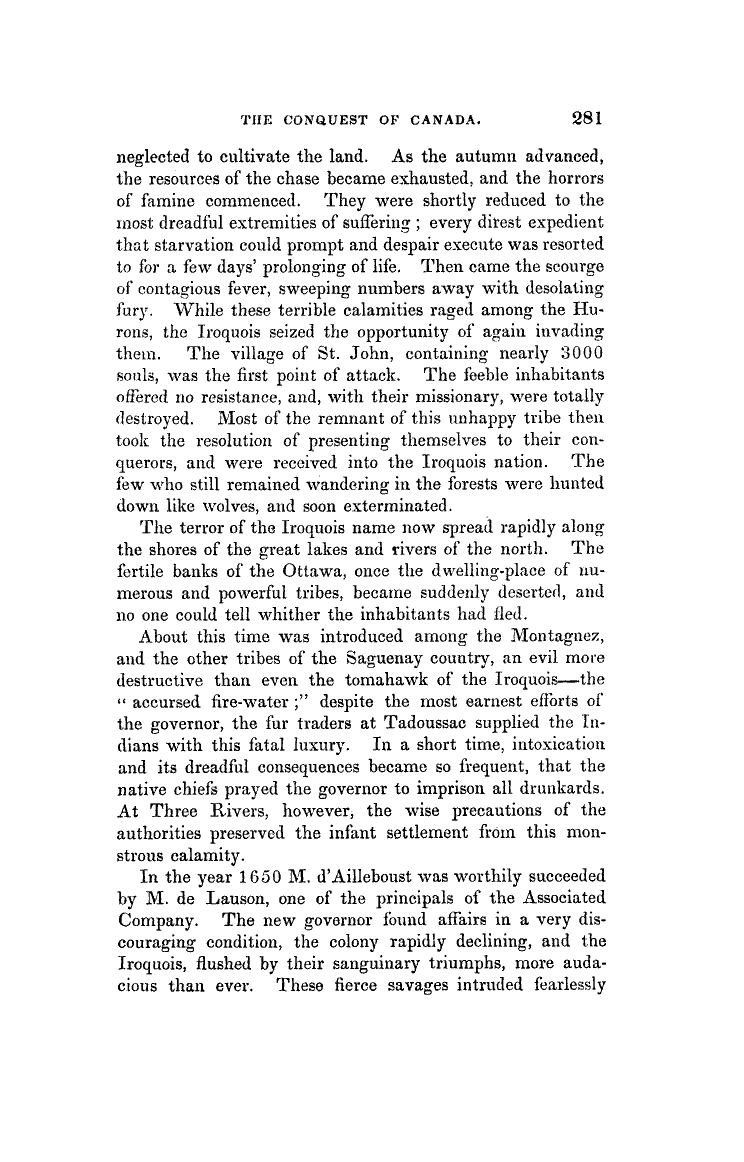 THE CONQUEST OF CANADA. 281
neglected to cultivate the land. As the autumn advanced,
the resources of the chase became exhausted, and the horrors
of famine commenced. They were shortly reduced to the
most dreadful extremities of suffering ; every direst expedient
that starvation could prompt and despair execute was resorted
to for a few days' prolonging of life. Then came the scourge
of contagious fever, sweeping numbers away with desolating
fury. While these terrible calamities raged among the Hu-
rons, the Iroquois seized the opportunity of again invading
them. The village of St. John, containing nearly 3000
souls, was the first point of attack. The feeble inhabitants
offered no resistance, and, with their missionary, were totally
destroyed. Most of the remnant of this unhappy tribe then
took the resolution of presenting themselves to their con-
querors, and were received into the Iroquois nation. The
few who still remained wandering in the forests were hunted
down like wolves, and soon exterminated.
The terror of the Iroquois name now spread rapidly along
the shores of the great lakes and rivers of the north. The
fertile banks of the Ottawa, once the dwelling-place of nu-
merous and powerful tribes, became suddenly deserted, and
no one could tell whither the inhabitants had fled.
About this time was introduced among the Montagnez,
and the other tribes of the Saguenay country, an evil more
destructive than even the tomahawk of the Iroquois—the
" accursed fire-water ;" despite the most earnest efforts of
the governor, the fur traders at Tadoussac supplied the In-
dians with this fatal luxury. In a short time, intoxication
and its dreadful consequences became so frequent, that the
native chiefs prayed the governor to imprison all drunkards.
At Three Rivers, however, the wise precautions of the
authorities preserved the infant settlement from this mon-
strous calamity.
In the year 1650 M. d'Ailleboust was worthily succeeded
by M. de Lauson, one of the principals of the Associated
Company. The new governor found affairs in a very dis-
couraging condition, the colony rapidly declining, and the
Iroquois, flushed by their sanguinary triumphs, more auda-
cious than ever. These fierce savages intruded fearlessly